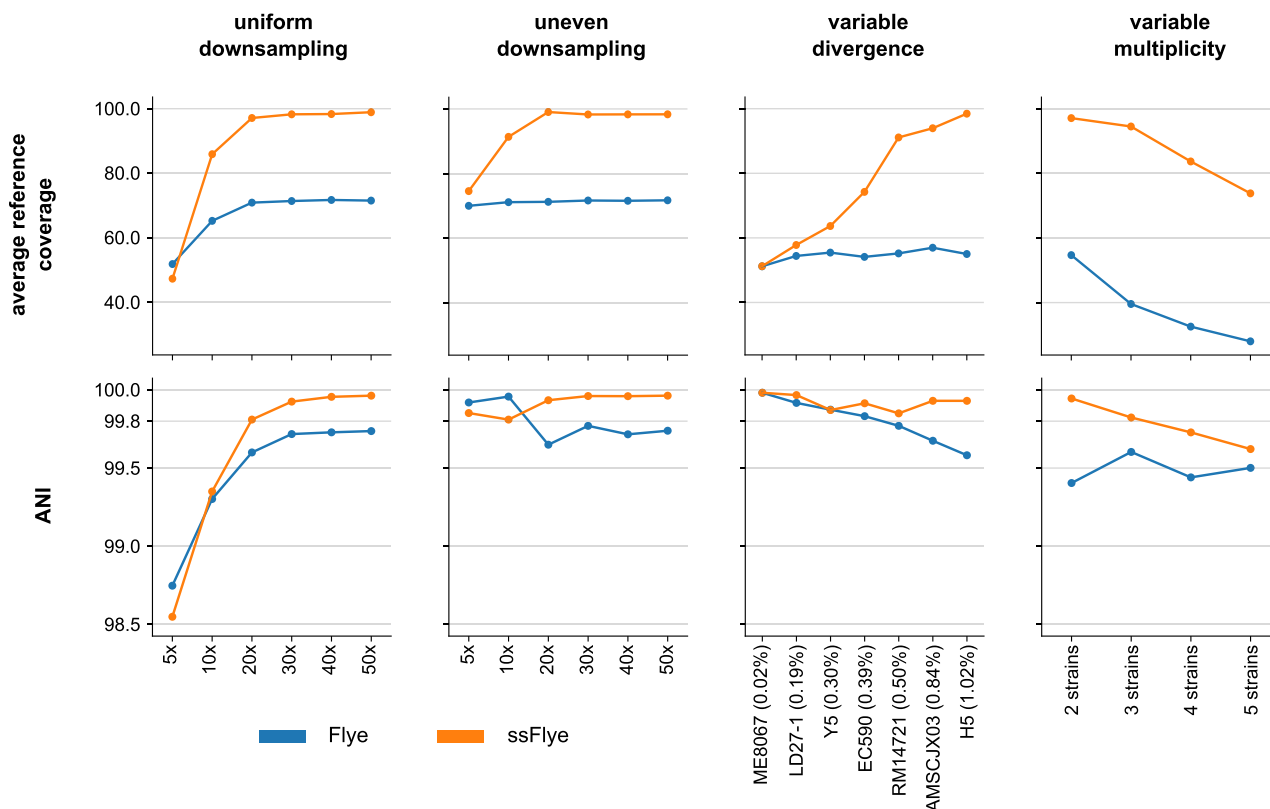 uniform
downsampling
uneven
downsampling
variable
divergence
variable
multiplicity
average reference
coverage
100.0
80.0
60.0
40.0
ANI
100.0
99.8
99.5
99.0
98.5
5x
10x
20x
30x
40x
50x
5x
10x
20x
30x
40x
50x
ME8067 (0.02%)
LD27-1 (0.19%)
Y5 (0.30%)
EC590 (0.39%)
RM14721 (0.50%)
AMSCJX03 (0.84%)
H5 (1.02%)
2 strains
3 strains
4 strains
5 strains
Flye
ssFlye